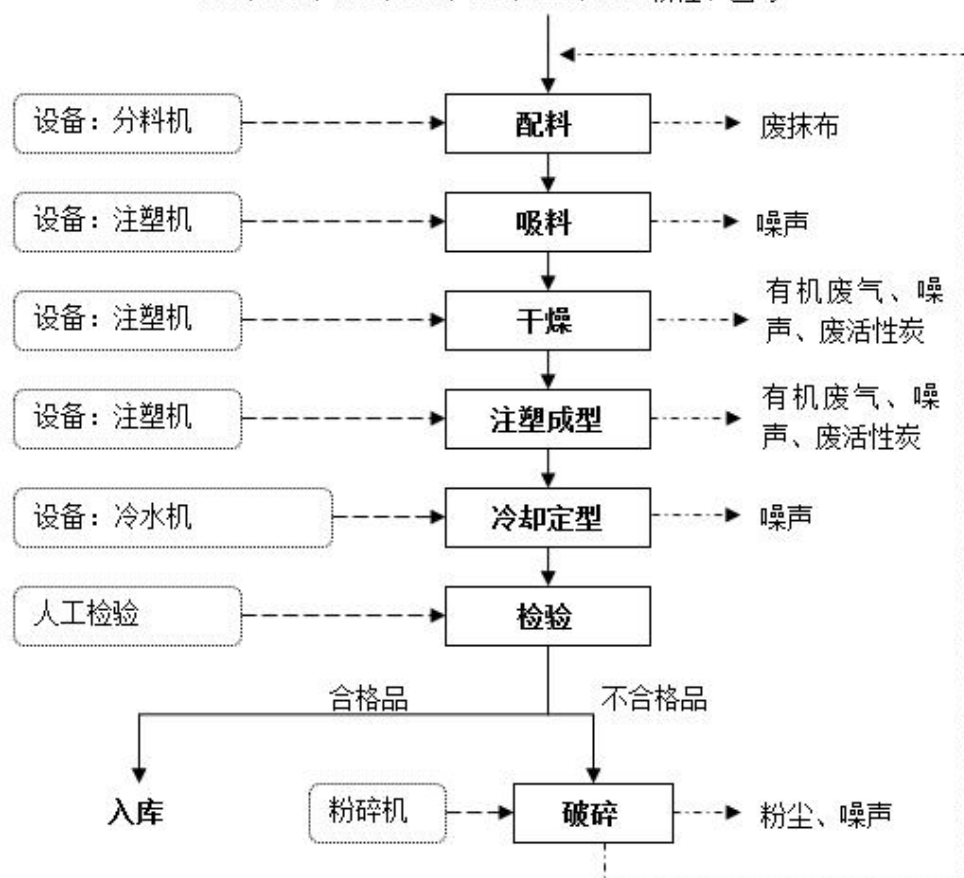 设备：分料机
配料
废抹布
设备：注塑机
吸料
噪声
设备：注塑机
干燥
有机废气、噪
声、废活性炭
设备：注塑机
注塑成型
有机废气、噪
声、废活性炭
设备：冷水机
冷却定型
噪声
人工检验
检验
合格品
不合格品
入库
粉碎机
破碎
粉尘、噪声